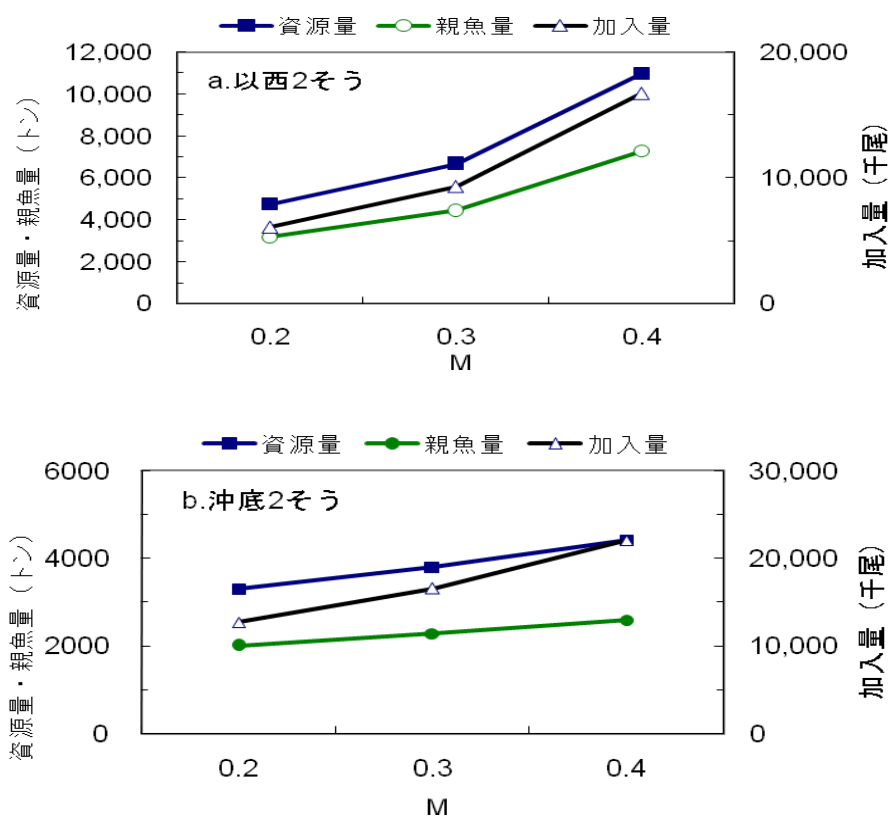 資源量 親魚量 加入量
a.以西2そう
資源量・親魚量(トン)
12,000
10,000
8,000
6,000
4,000
2,000
0
加入量(千尾)
20,000
10,000
0
0.2 0.3 0.4
M
資源量 親魚量 加入量
b.沖底2そう
資源量・親魚量(トン)
6000
4000
2000
0
加入量(千尾)
30,000
20,000
10,000
0
0.2 0.3 0.4
M